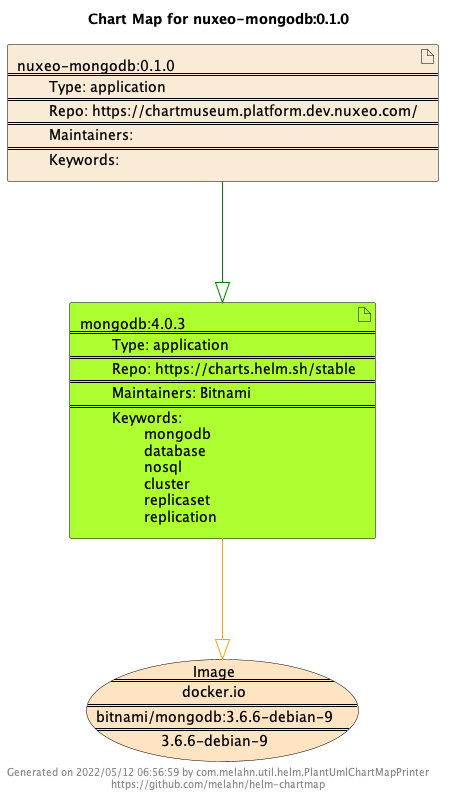 Chart Map for nuxeo-mongodb:0.1.0
nuxeo-mongodb:0.1.0
Type: application
Repo: https://chartmuseum.platform.dev.nuxeo.com/
Maintainers:
Keywords:
mongodb:4.0.3
Type: application
Repo: https://charts.helm.sh/stable
Maintainers: Bitnami
Keywords:
mongodb
database
nosql
cluster
replicaset
replication
Image
docker.io
bitnami/mongodb:3.6.6-debian-9
3.6.6-debian-9
Generated on 2022/05/12 06:56:59 by com.melahn.util.helm.PlantUmlChartMapPrinter
https://github.com/melahn/helm-chartmap